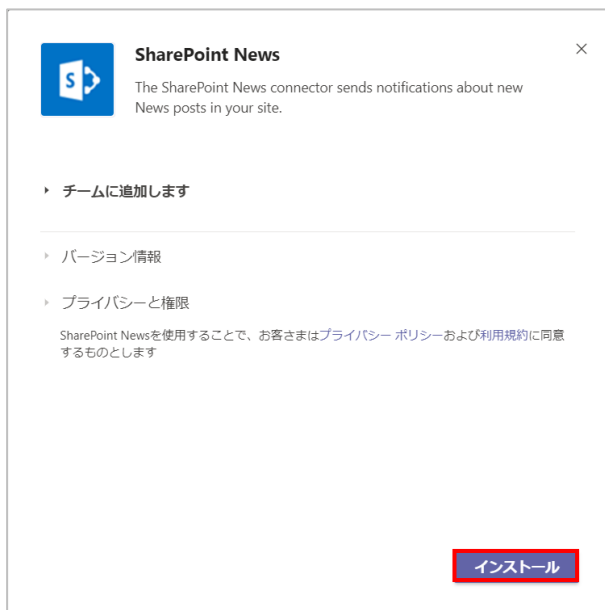 SharePoint News
The SharePoint News connector sends notifications about new
News posts in your site.
チームに追加します
バージョン情報
プライバシーと権限
SharePoint Newsを使用することで、お客さまはプライバシー ポリシーおよび利用規約に同意
するものとします
インストール